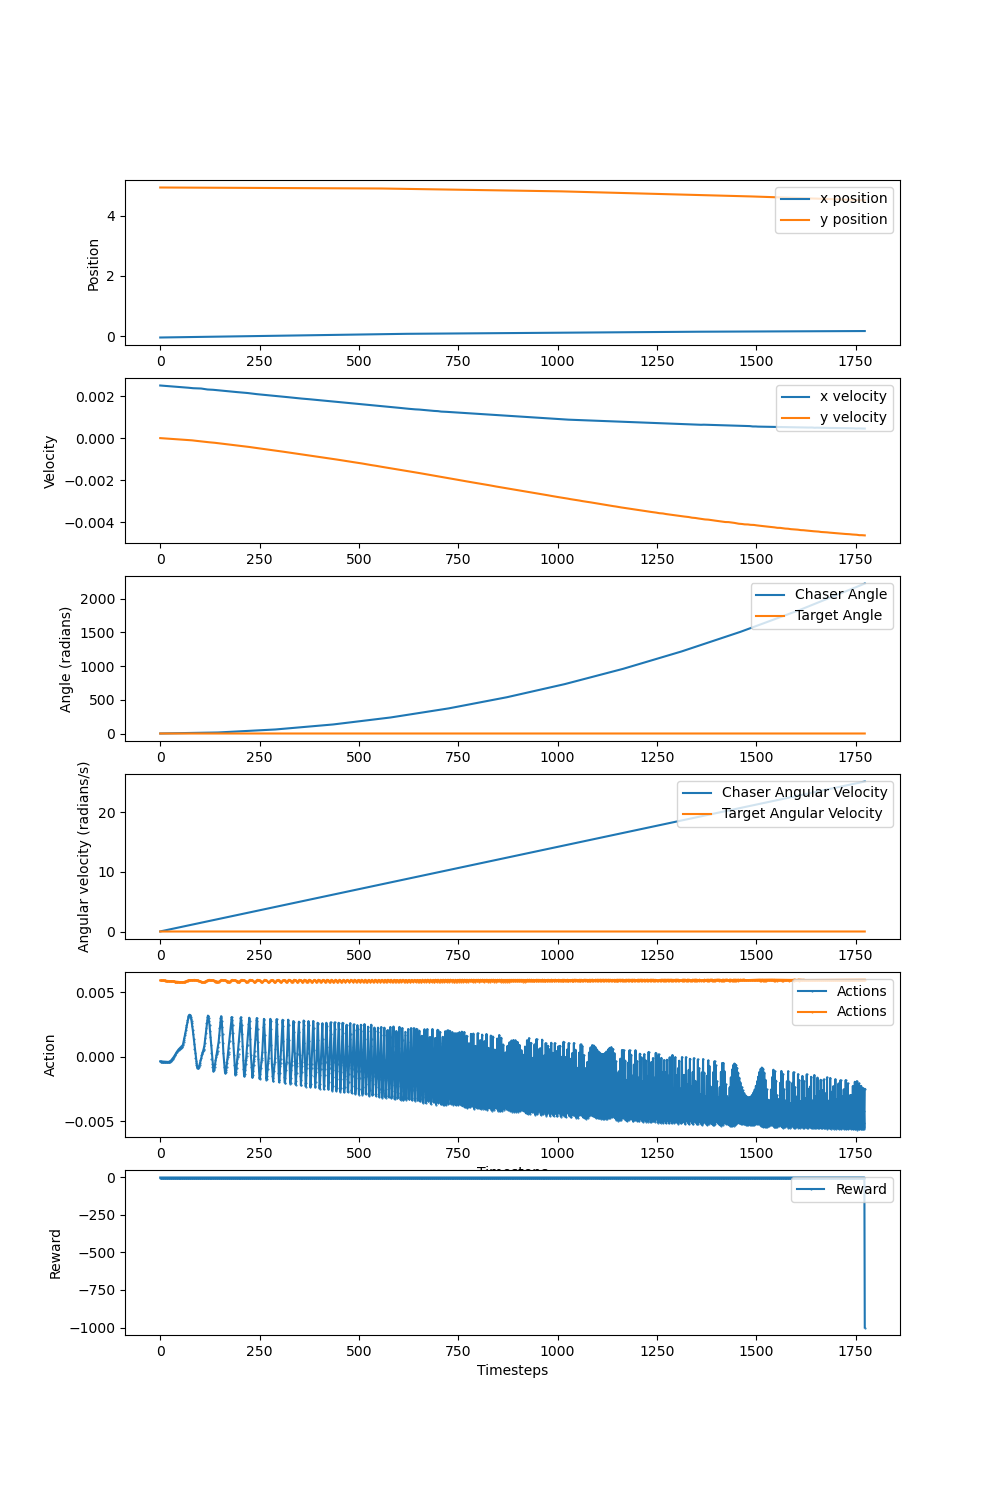 Position
4
2
0
x position
y position
0 250 500 750 1000 1250 1500 1750
Velocity
0.002
0.000
−0.002
−0.004
x velocity
y velocity
0 250 500 750 1000 1250 1500 1750
Angle (radians)
2000
1500
1000
500
0
Chaser Angle
Target Angle
0 250 500 750 1000 1250 1500 1750
Angular velocity (radians/s)
20
10
0
Chaser Angular Velocity
Target Angular Velocity
0 250 500 750 1000 1250 1500 1750
Action
0.005
0.000
−0.005
Actions
Actions
0 250 500 750 1000 1250 1500 1750
Timesteps
Reward
0
−250
−500
−750
−1000
Reward
0 250 500 750 1000 1250 1500 1750
Timesteps